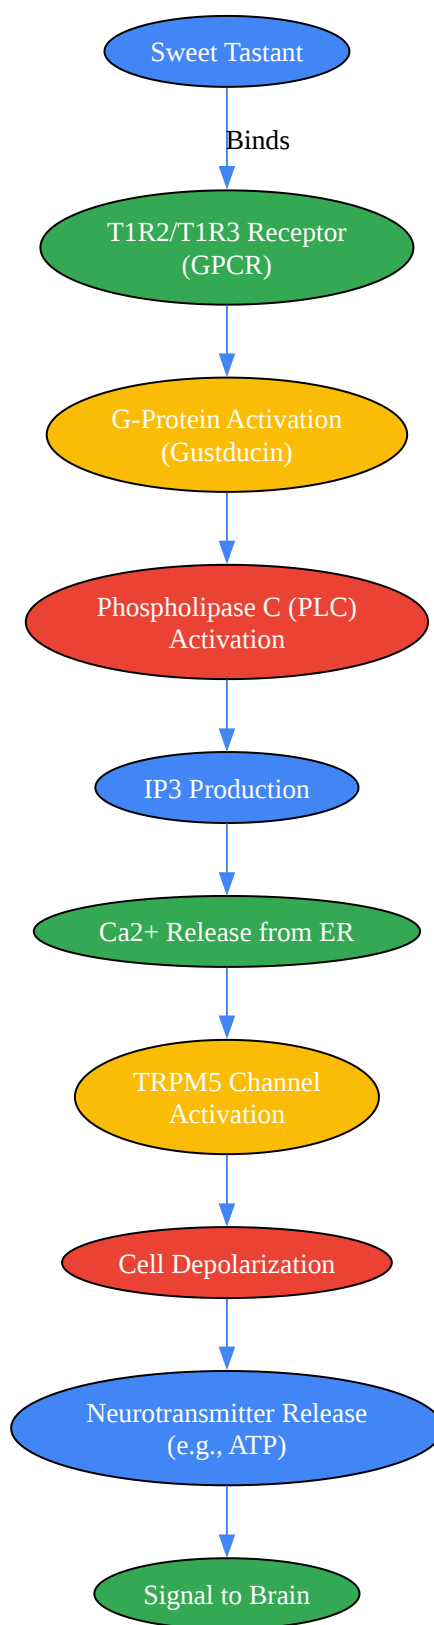 Sweet Tastant
Binds
T1R2/T1R3 Receptor
(GPCR)
G-Protein Activation
(Gustducin)
Phospholipase C (PLC)
Activation
IP3 Production
Ca2+ Release from ER
TRPM5 Channel
Activation
Cell Depolarization
Neurotransmitter Release
(e.g., ATP)
Signal to Brain